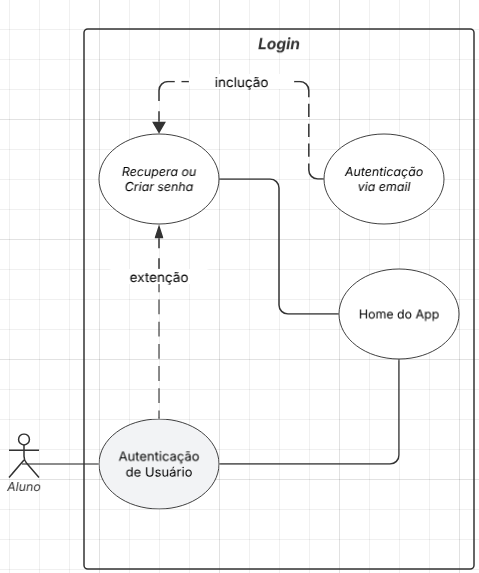 Login
inclução
Recupera ou
Criar senha
Autenticação
via email
extenção
Home do App
Autenticação
de Usuário
Aluno